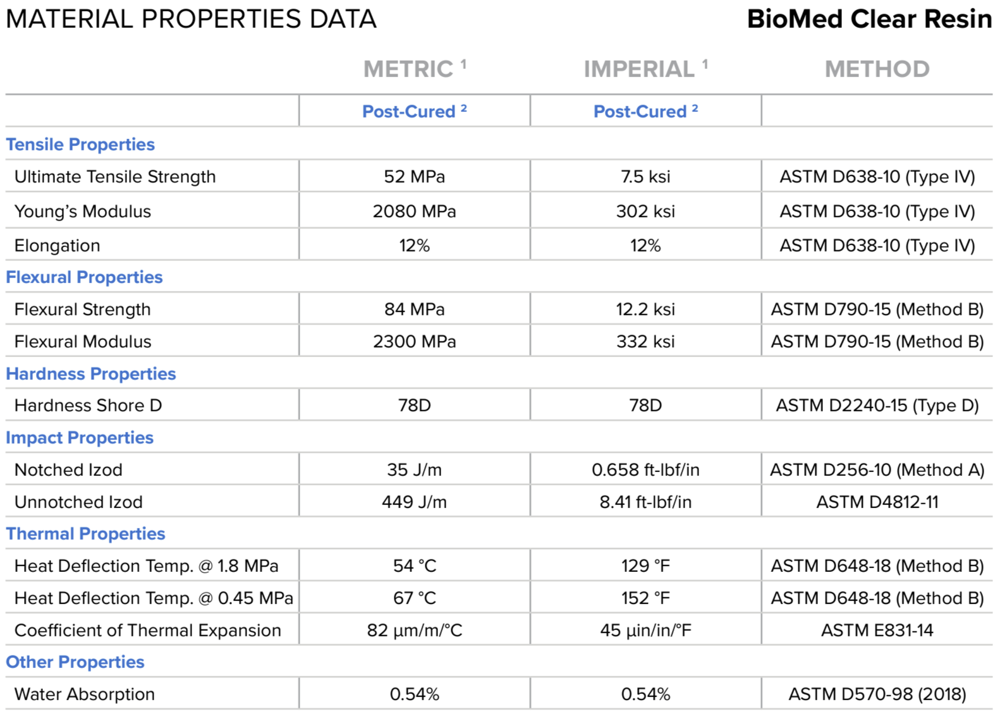 MATERIAL PROPERTIES DATA BioMed Clear Resin
METRIC ¹ IMPERIAL ¹ METHOD
Post-Cured ² Post-Cured ²
Tensile Properties
Ultimate Tensile Strength 52 MPa 7.5 ksi ASTM D638-10 (Type IV)
Young’s Modulus 2080 MPa 302 ksi ASTM D638-10 (Type IV)
Elongation 12% 12% ASTM D638-10 (Type IV)
Flexural Properties
Flexural Strength 84 MPa 12.2 ksi ASTM D790-15 (Method B)
Flexural Modulus 2300 MPa 332 ksi ASTM D790-15 (Method B)
Hardness Properties
Hardness Shore D 78D 78D ASTM D2240-15 (Type D)
Impact Properties
Notched Izod 35 J/m 0.658 ft-lbf/in ASTM D256-10 (Method A)
Unnotched Izod 449 J/m 8.41 ft-lbf/in ASTM D4812-11
Thermal Properties
Heat Deflection Temp. @ 1.8 MPa 54 °C 129 °F ASTM D648-18 (Method B)
Heat Deflection Temp. @ 0.45 MPa 67 °C 152 °F ASTM D648-18 (Method B)
Coefficient of Thermal Expansion 82 μm/m/°C 45 μin/in/°F ASTM E831-14
Other Properties
Water Absorption 0.54% 0.54% ASTM D570-98 (2018)